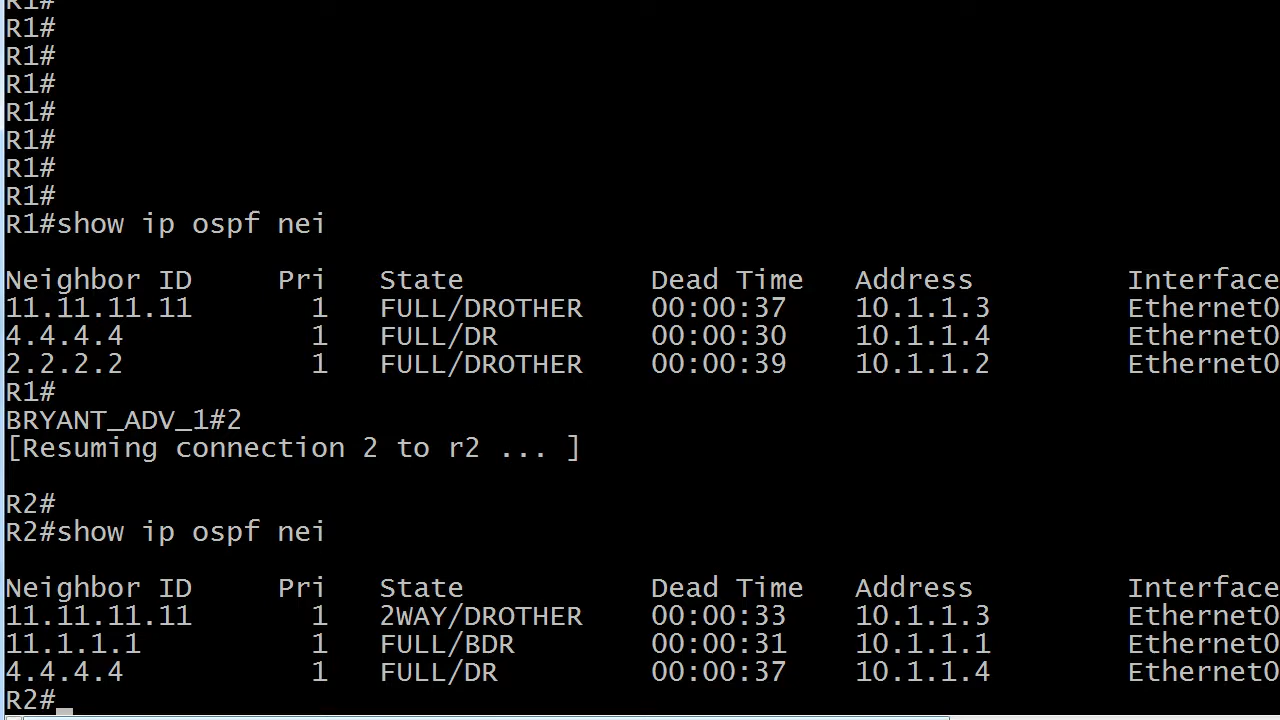 R1#
R1#
R1#
R1#
R1#
R1#
R1#
R1#
R1#show ip ospf nei
Neighbor ID Pri State Dead Time Address Interface
11.11.11.11 1 FULL/DROTHER 00:00:37 10.1.1.3 Ethernet0
4.4.4.4 1 FULL/DR 00:00:30 10.1.1.4 Ethernet0
2.2.2.2 1 FULL/DROTHER 00:00:39 10.1.1.2 Ethernet0
R1#
BRYANT_ADV_1#2
[Resuming connection 2 to r2 ... ]
R2#
R2#show ip ospf nei
Neighbor ID Pri State Dead Time Address Interface
11.11.11.11 1 2WAY/DROTHER 00:00:33 10.1.1.3 Ethernet0
11.1.1.1 1 FULL/BDR 00:00:31 10.1.1.1 Ethernet0
4.4.4.4 1 FULL/DR 00:00:37 10.1.1.4 Ethernet0
R2#